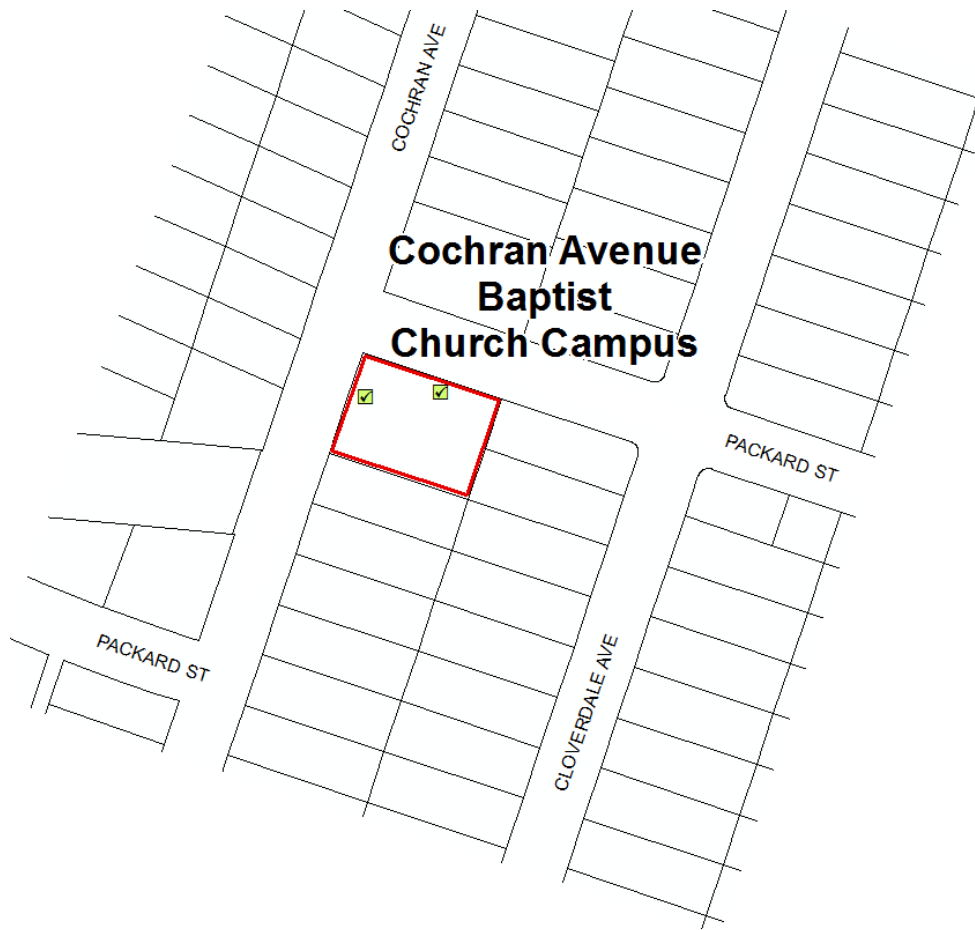 COCHRAN AVE
Cochran Avenue
Baptist
Church Campus
PACKARD ST
PACKARD ST
CLOVERDALE AVE